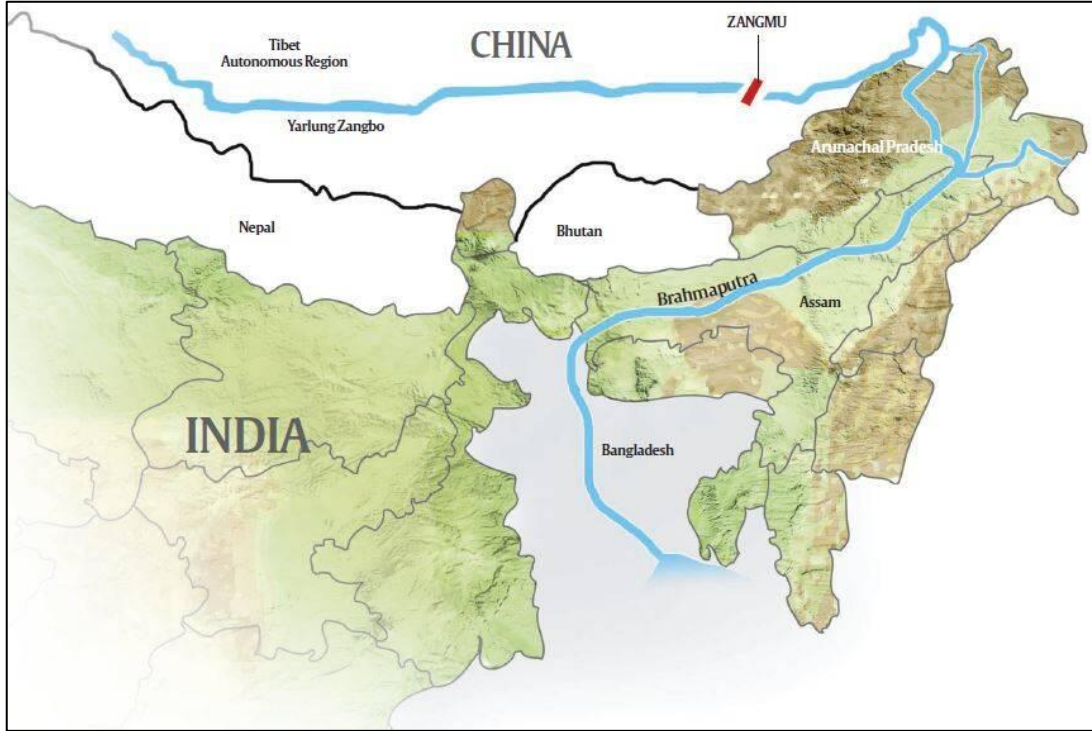 CHINA
ZANGMU
Tibet
Autonomous Region
Yarlung Zangbo
Arunachal Pradesh
Nepal
Bhutan
Brahmaputra
Assam
INDIA
Bangladesh